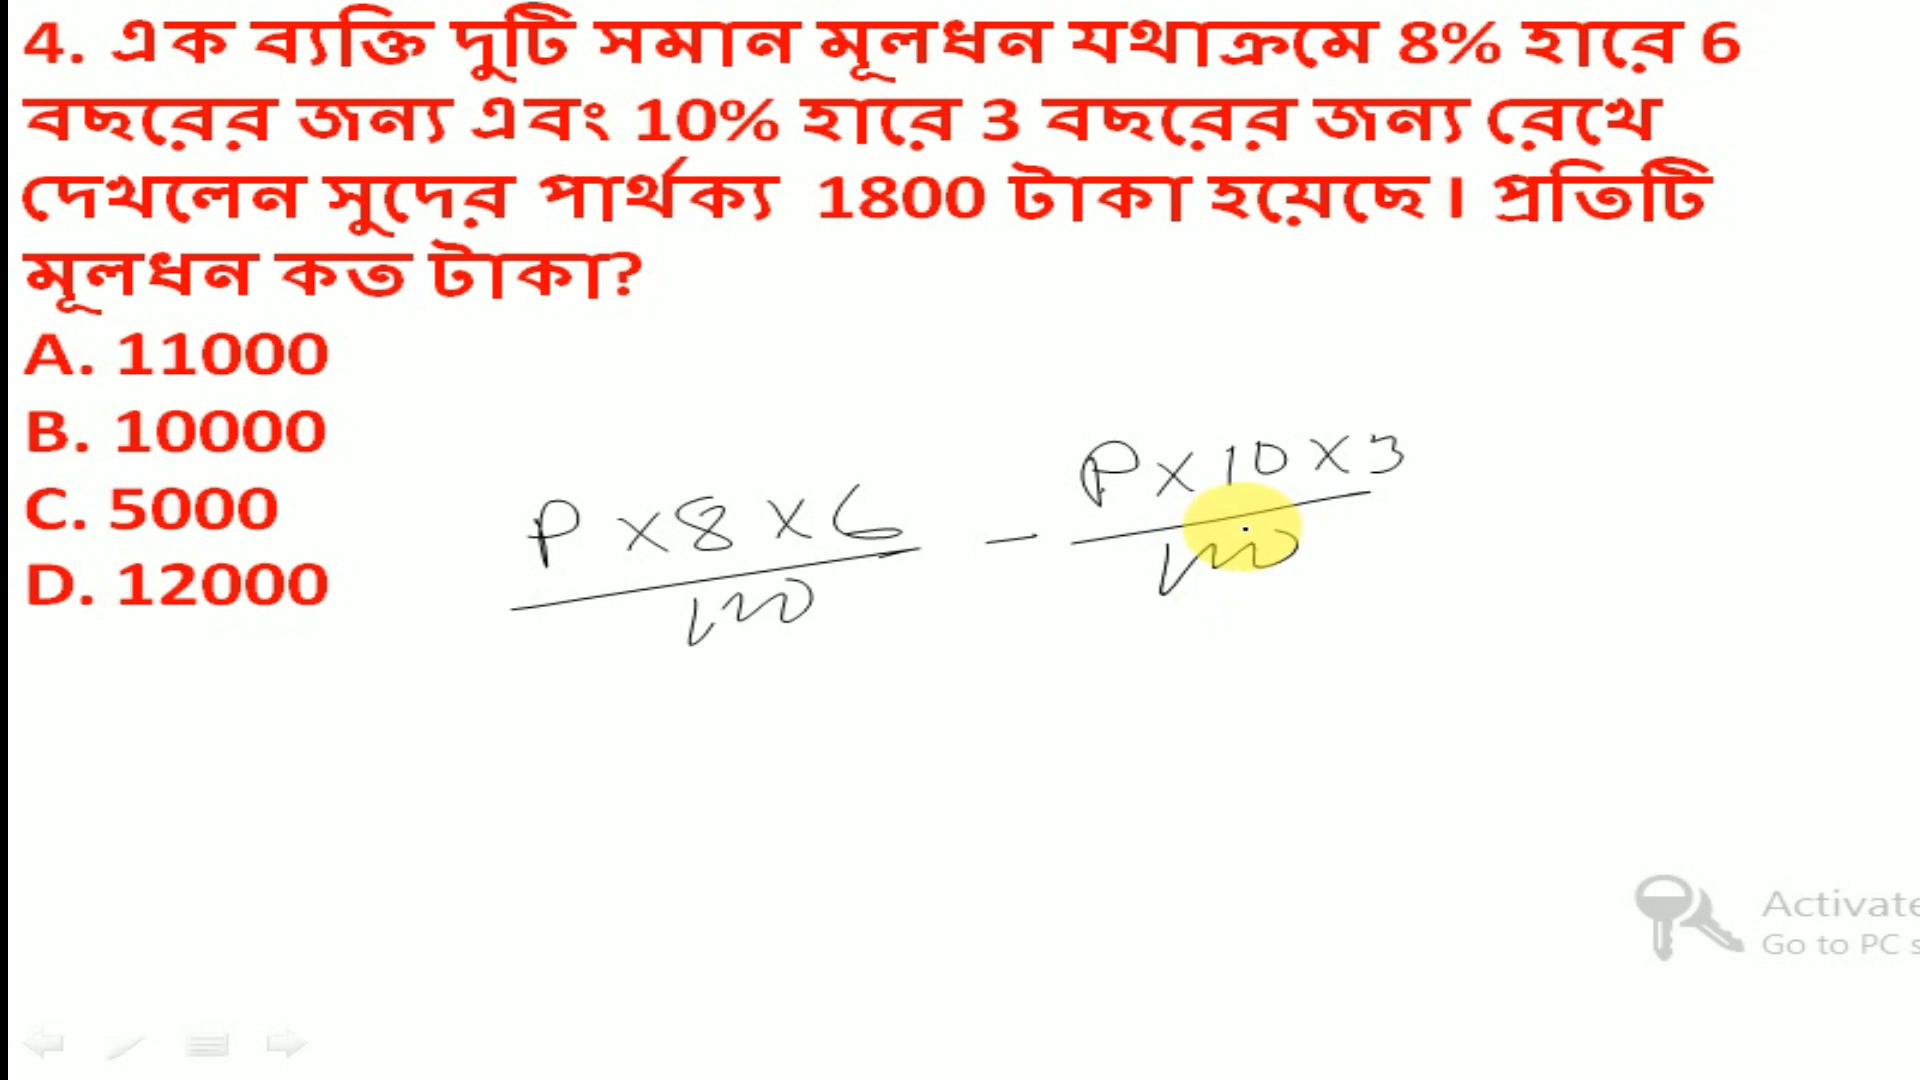 4. এক ব্যক্তি দুটি সমান মূলধন যথাক্রমে 8% হারে 6
বছরের জন্য এবং 10% হারে 3 বছরের জন্য রেখে
দেখলেন সুদের পার্থক্য 1800 টাকা হয়েছে। প্রতিটি
মূলধন কত টাকা?
A. 11000
B. 10000
C. 5000
D. 12000
P × 8 × 6
100
—
P × 10 × 3
100
Activate
Go to PC s